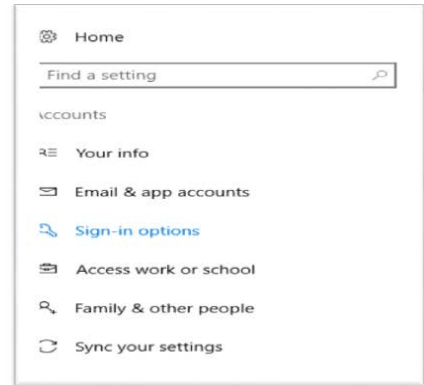 Home
Find a setting
Accounts
Your info
Email & app accounts
Sign-in options
Access work or school
Family & other people
Sync your settings